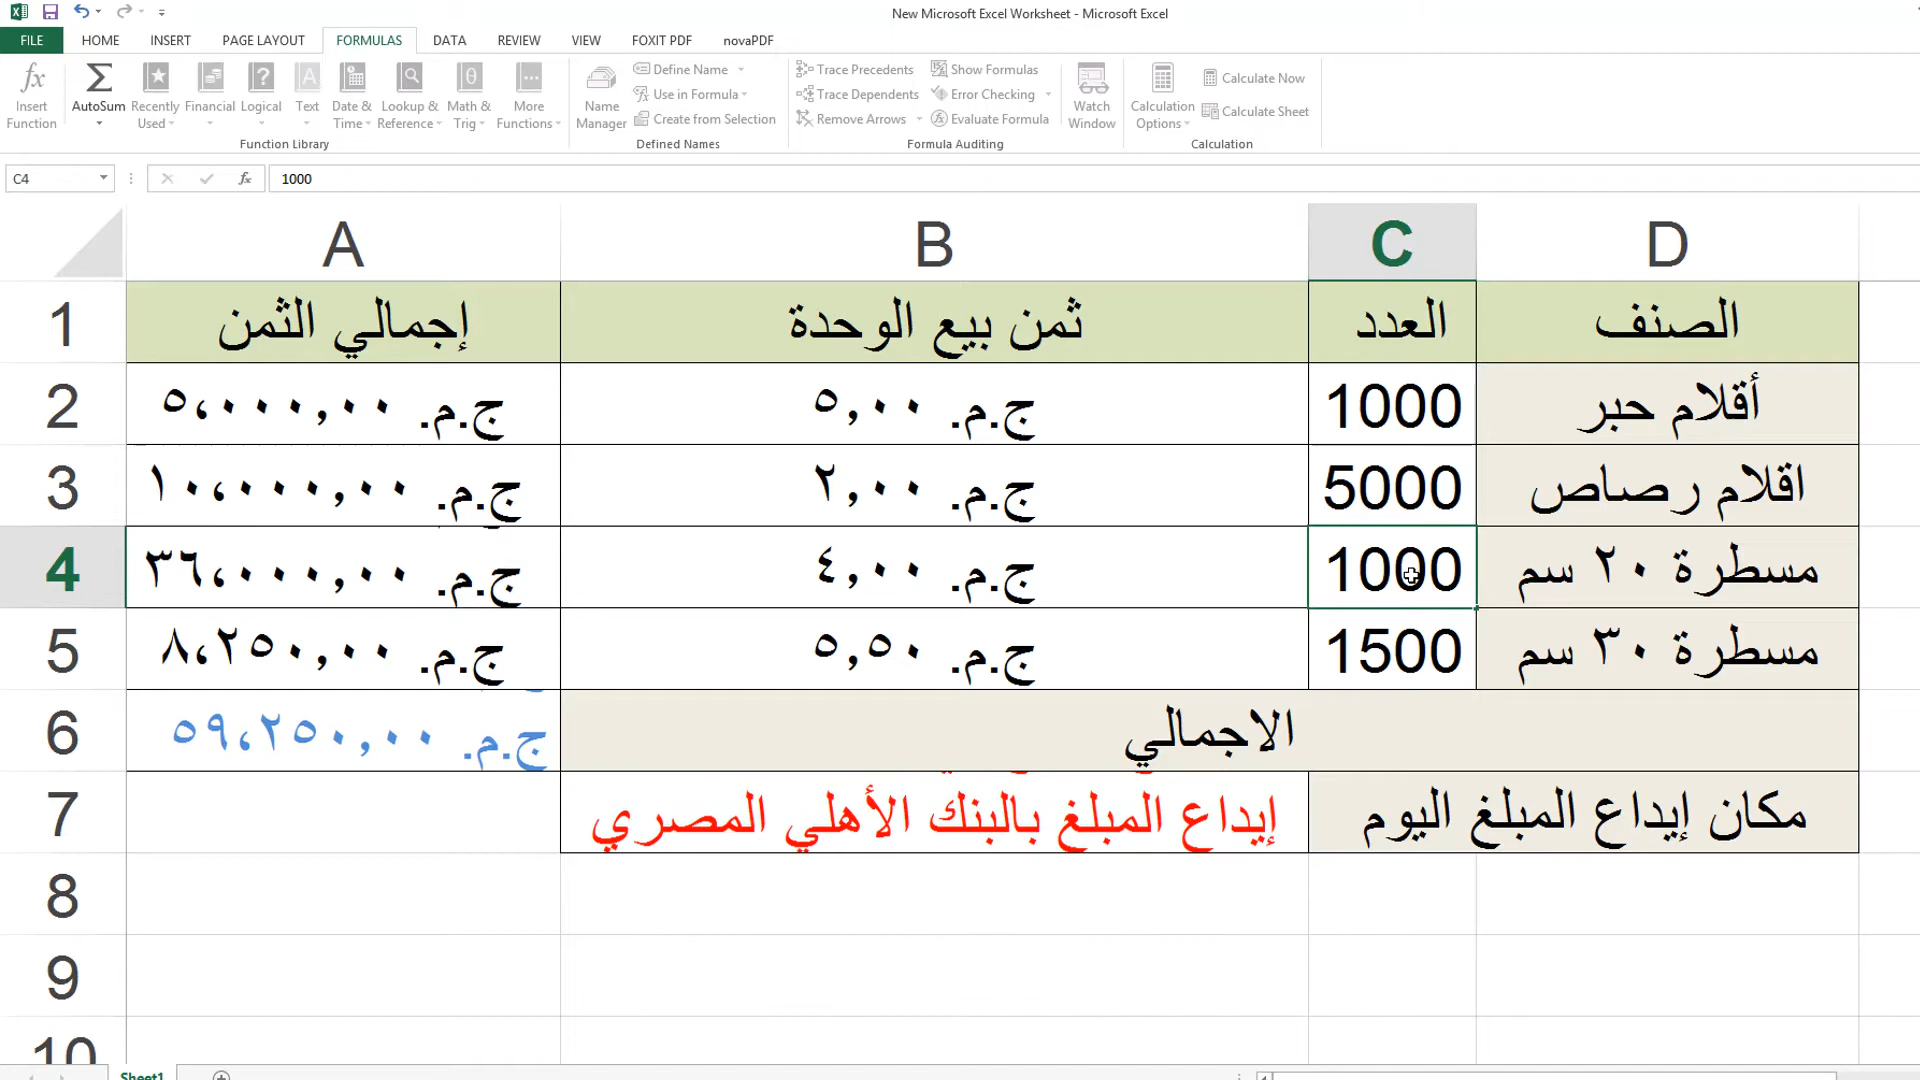 New Microsoft Excel Worksheet - Microsoft Excel
FILE HOME INSERT PAGE LAYOUT FORMULAS DATA REVIEW VIEW FOXIT PDF novaPDF
Insert Function
AutoSum
Recently Used
Financial
Logical
Text
Date & Time
Lookup & Reference
Math & Trig
More Functions
Function Library
Name Manager
Define Name
Use in Formula
Create from Selection
Defined Names
Trace Precedents
Trace Dependents
Remove Arrows
Show Formulas
Error Checking
Evaluate Formula
Formula Auditing
Watch Window
Calculation Options
Calculate Now
Calculate Sheet
Calculation
C4 fx 1000
A B C D
1 إجمالي الثمن ثمن بيع الوحدة العدد الصنف
2 ج.م. ٥،٠٠٠,٠٠ ج.م. ٥,٠٠ 1000 أقلام حبر
3 ج.م. ١٠،٠٠٠,٠٠ ج.م. ٢,٠٠ 5000 اقلام رصاص
4 ج.م. ٣٦،٠٠٠,٠٠ ج.م. ٤,٠٠ 1000 مسطرة ٢٠ سم
5 ج.م. ٨،٢٥٠,٠٠ ج.م. ٥,٥٠ 1500 مسطرة ٣٠ سم
6 ج.م. ٥٩،٢٥٠,٠٠ الاجمالي
7 إيداع المبلغ بالبنك الأهلي المصري مكان إيداع المبلغ اليوم
8
9
10
Sheet1